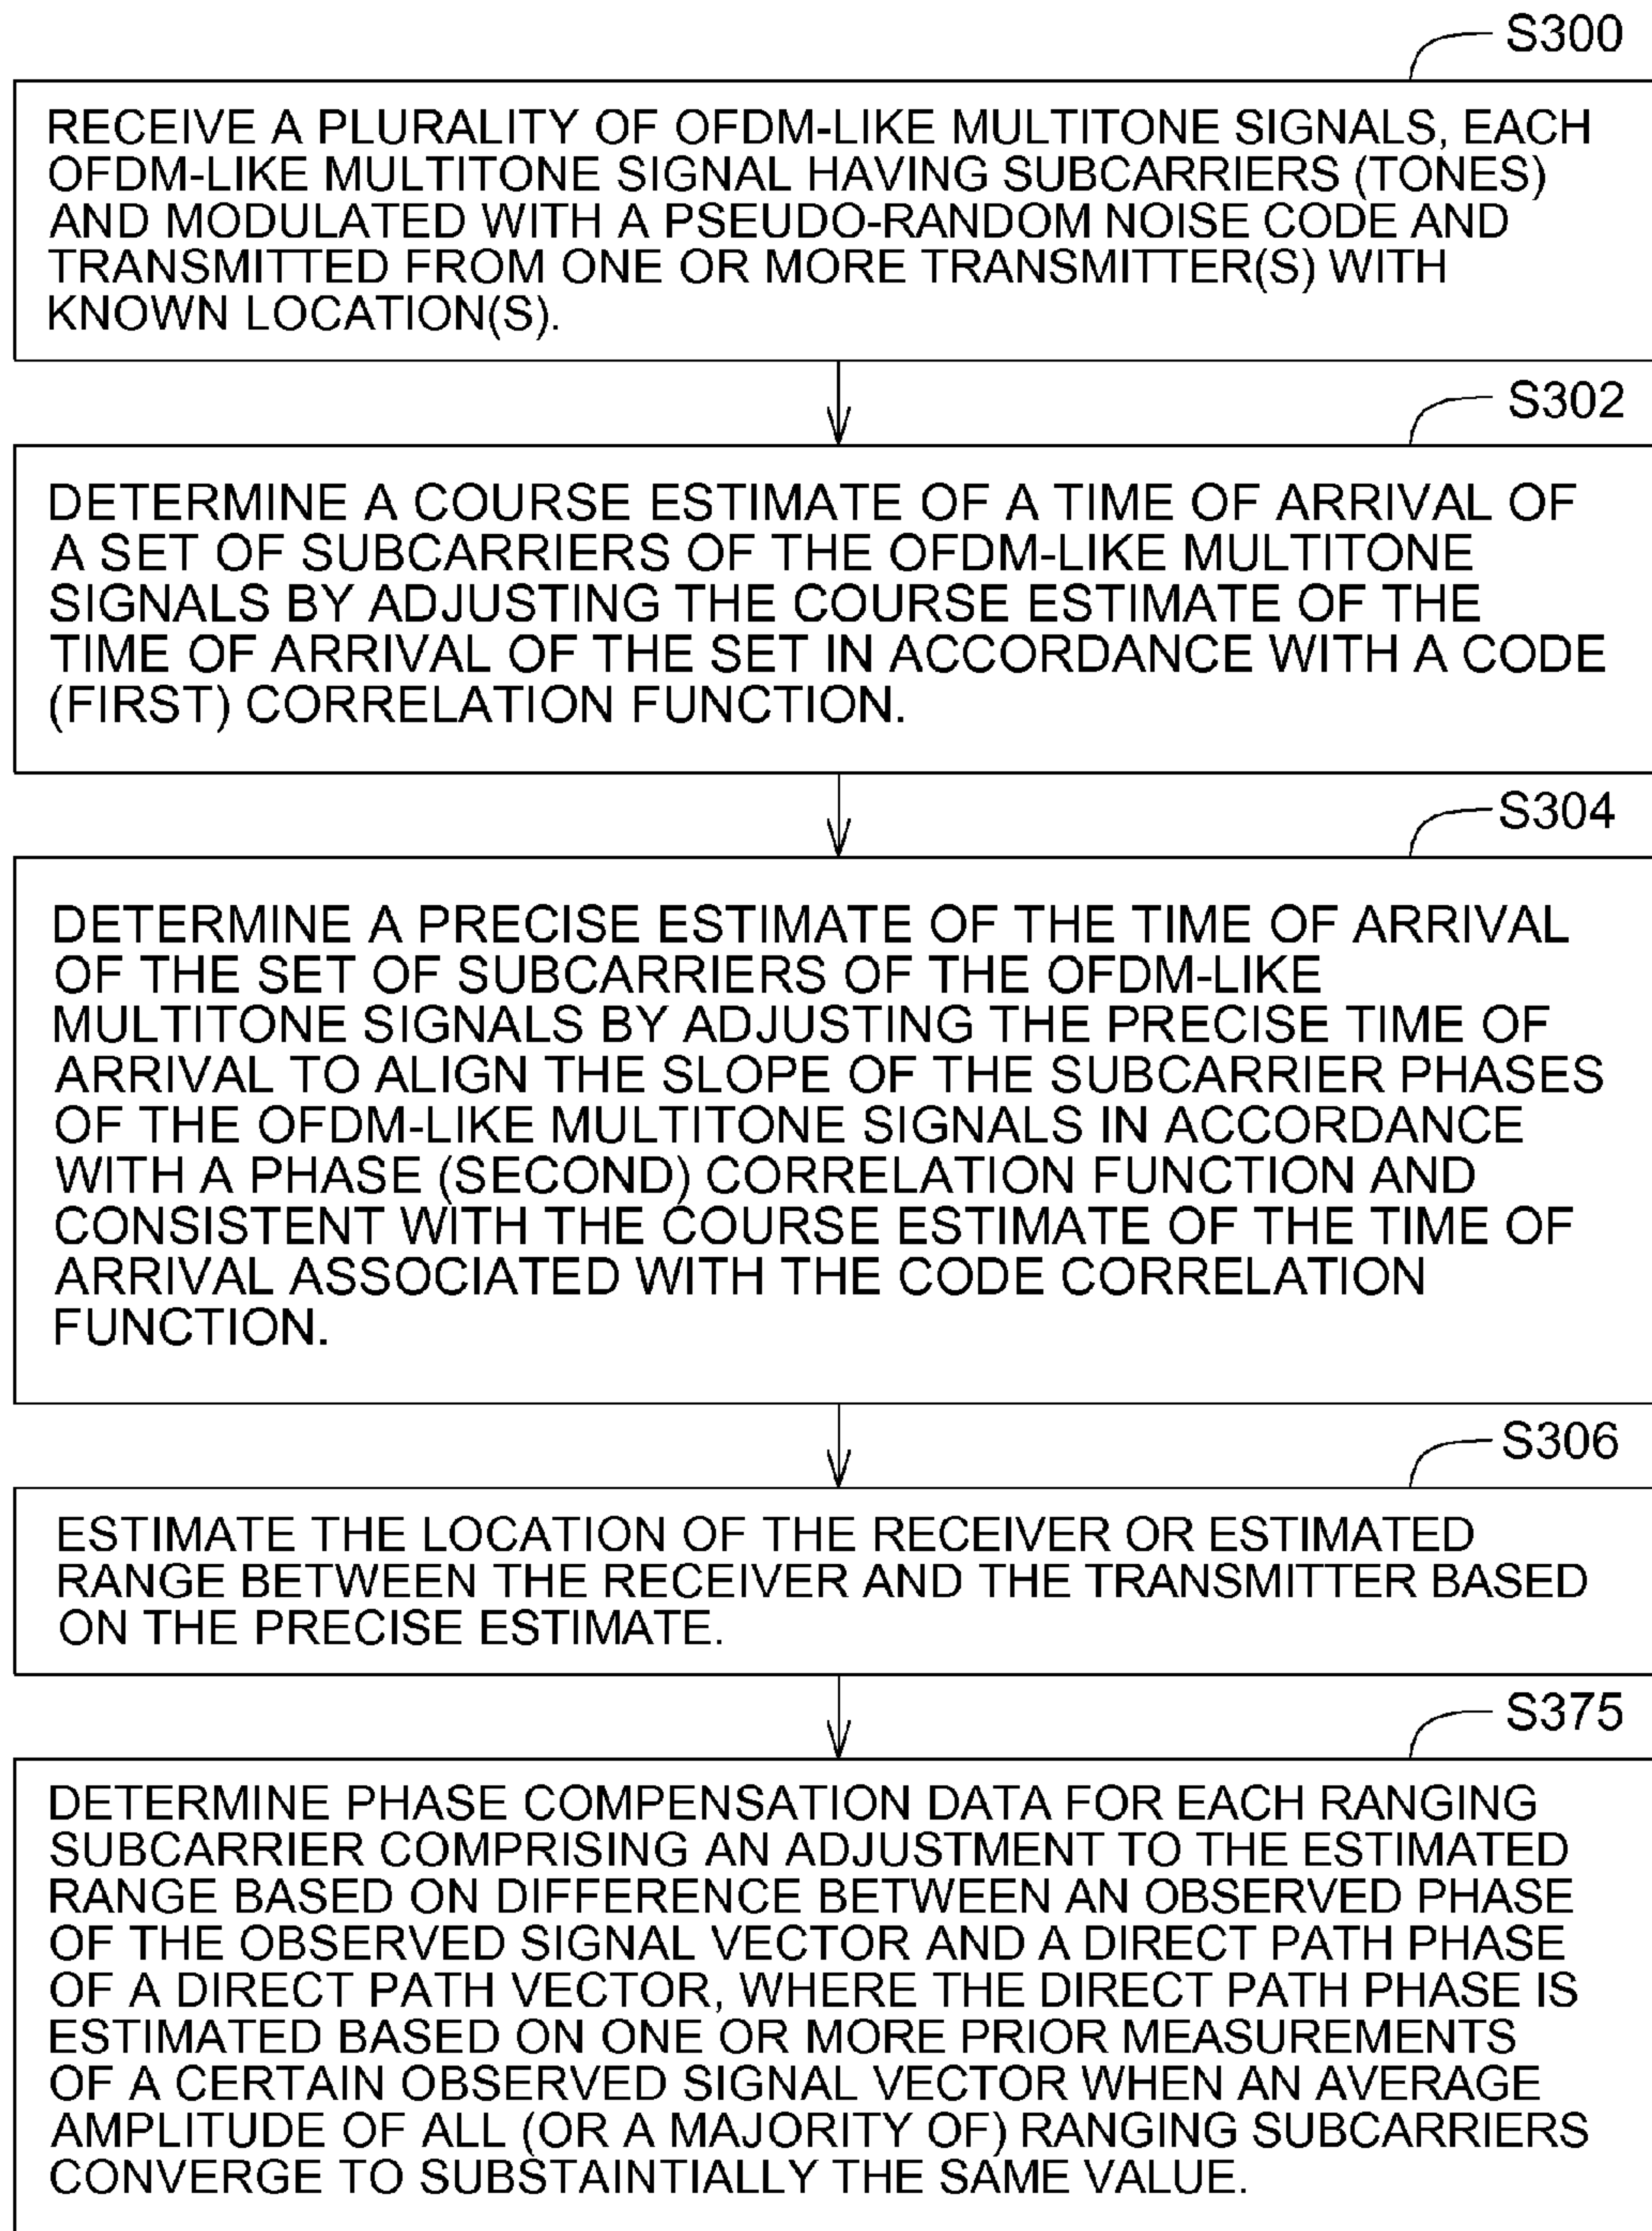 S300
RECEIVE A PLURALITY OF OFDM-LIKE MULTITONE SIGNALS, EACH
OFDM-LIKE MULTITONE SIGNAL HAVING SUBCARRIERS (TONES)
AND MODULATED WITH A PSEUDO-RANDOM NOISE CODE AND
TRANSMITTED FROM ONE OR MORE TRANSMITTER(S) WITH
KNOWN LOCATION(S).
S302
DETERMINE A COURSE ESTIMATE OF A TIME OF ARRIVAL OF
A SET OF SUBCARRIERS OF THE OFDM-LIKE MULTITONE
SIGNALS BY ADJUSTING THE COURSE ESTIMATE OF THE
TIME OF ARRIVAL OF THE SET IN ACCORDANCE WITH A CODE
(FIRST) CORRELATION FUNCTION.
S304
DETERMINE A PRECISE ESTIMATE OF THE TIME OF ARRIVAL
OF THE SET OF SUBCARRIERS OF THE OFDM-LIKE
MULTITONE SIGNALS BY ADJUSTING THE PRECISE TIME OF
ARRIVAL TO ALIGN THE SLOPE OF THE SUBCARRIER PHASES
OF THE OFDM-LIKE MULTITONE SIGNALS IN ACCORDANCE
WITH A PHASE (SECOND) CORRELATION FUNCTION AND
CONSISTENT WITH THE COURSE ESTIMATE OF THE TIME OF
ARRIVAL ASSOCIATED WITH THE CODE CORRELATION
FUNCTION.
S306
ESTIMATE THE LOCATION OF THE RECEIVER OR ESTIMATED
RANGE BETWEEN THE RECEIVER AND THE TRANSMITTER BASED
ON THE PRECISE ESTIMATE.
S375
DETERMINE PHASE COMPENSATION DATA FOR EACH RANGING
SUBCARRIER COMPRISING AN ADJUSTMENT TO THE ESTIMATED
RANGE BASED ON DIFFERENCE BETWEEN AN OBSERVED PHASE
OF THE OBSERVED SIGNAL VECTOR AND A DIRECT PATH PHASE
OF A DIRECT PATH VECTOR, WHERE THE DIRECT PATH PHASE IS
ESTIMATED BASED ON ONE OR MORE PRIOR MEASUREMENTS
OF A CERTAIN OBSERVED SIGNAL VECTOR WHEN AN AVERAGE
AMPLITUDE OF ALL (OR A MAJORITY OF) RANGING SUBCARRIERS
CONVERGE TO SUBSTAINTIALLY THE SAME VALUE.